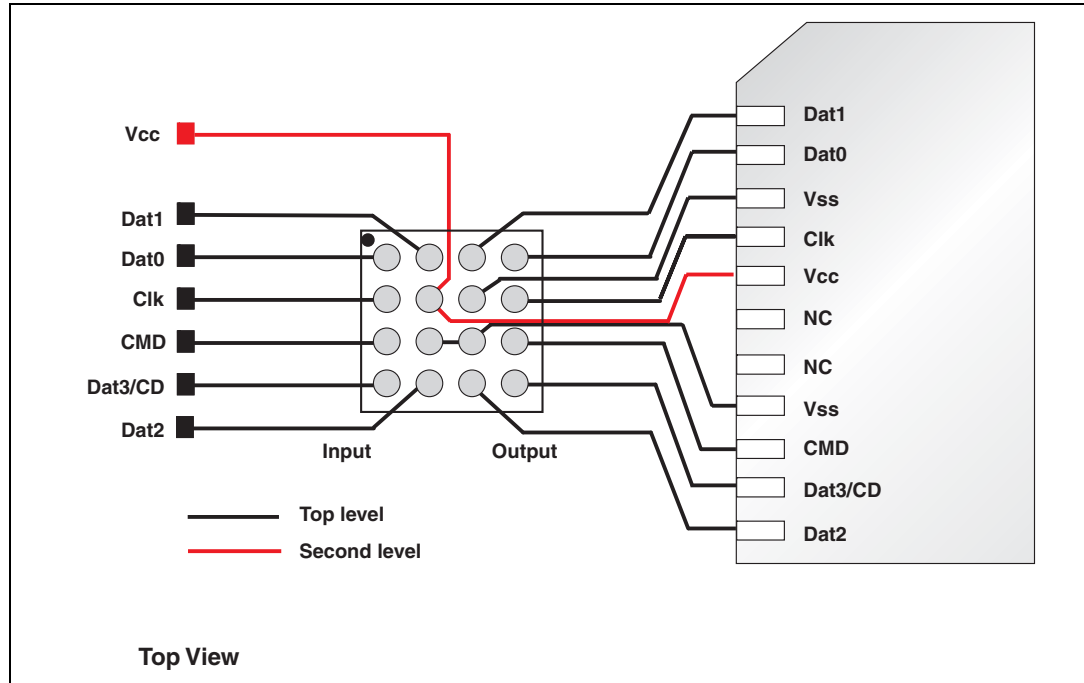 Vcc
Dat1
Dat0
Clk
CMD
Dat3/CD
Dat2
Input
Output
Top level
Second level
Dat1
Dat0
Vss
Clk
Vcc
NC
NC
Vss
CMD
Dat3/CD
Dat2
Top View